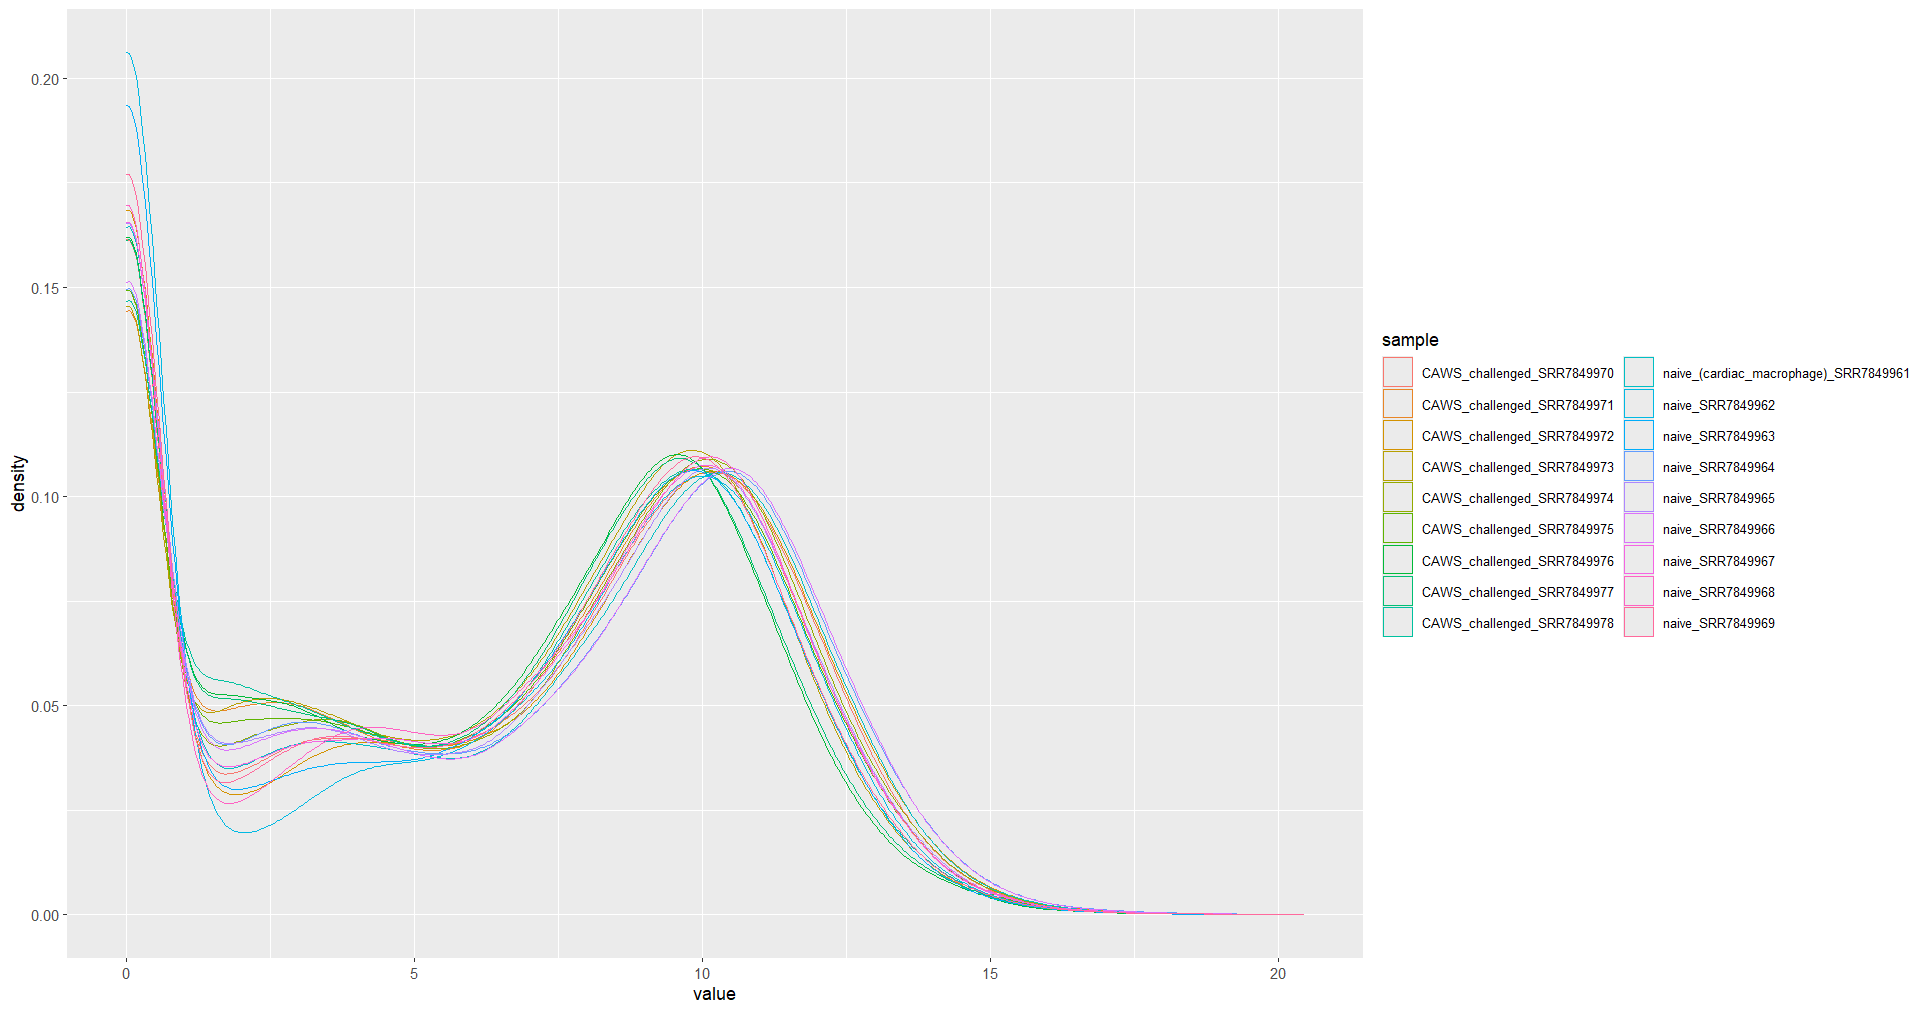 0.20
0.15
0.10
0.05
0.00
density
0 5 10 15 20
value
sample
CAWS_challenged_SRR7849970
CAWS_challenged_SRR7849971
CAWS_challenged_SRR7849972
CAWS_challenged_SRR7849973
CAWS_challenged_SRR7849974
CAWS_challenged_SRR7849975
CAWS_challenged_SRR7849976
CAWS_challenged_SRR7849977
CAWS_challenged_SRR7849978
naive_(cardiac_macrophage)_SRR7849961
naive_SRR7849962
naive_SRR7849963
naive_SRR7849964
naive_SRR7849965
naive_SRR7849966
naive_SRR7849967
naive_SRR7849968
naive_SRR7849969